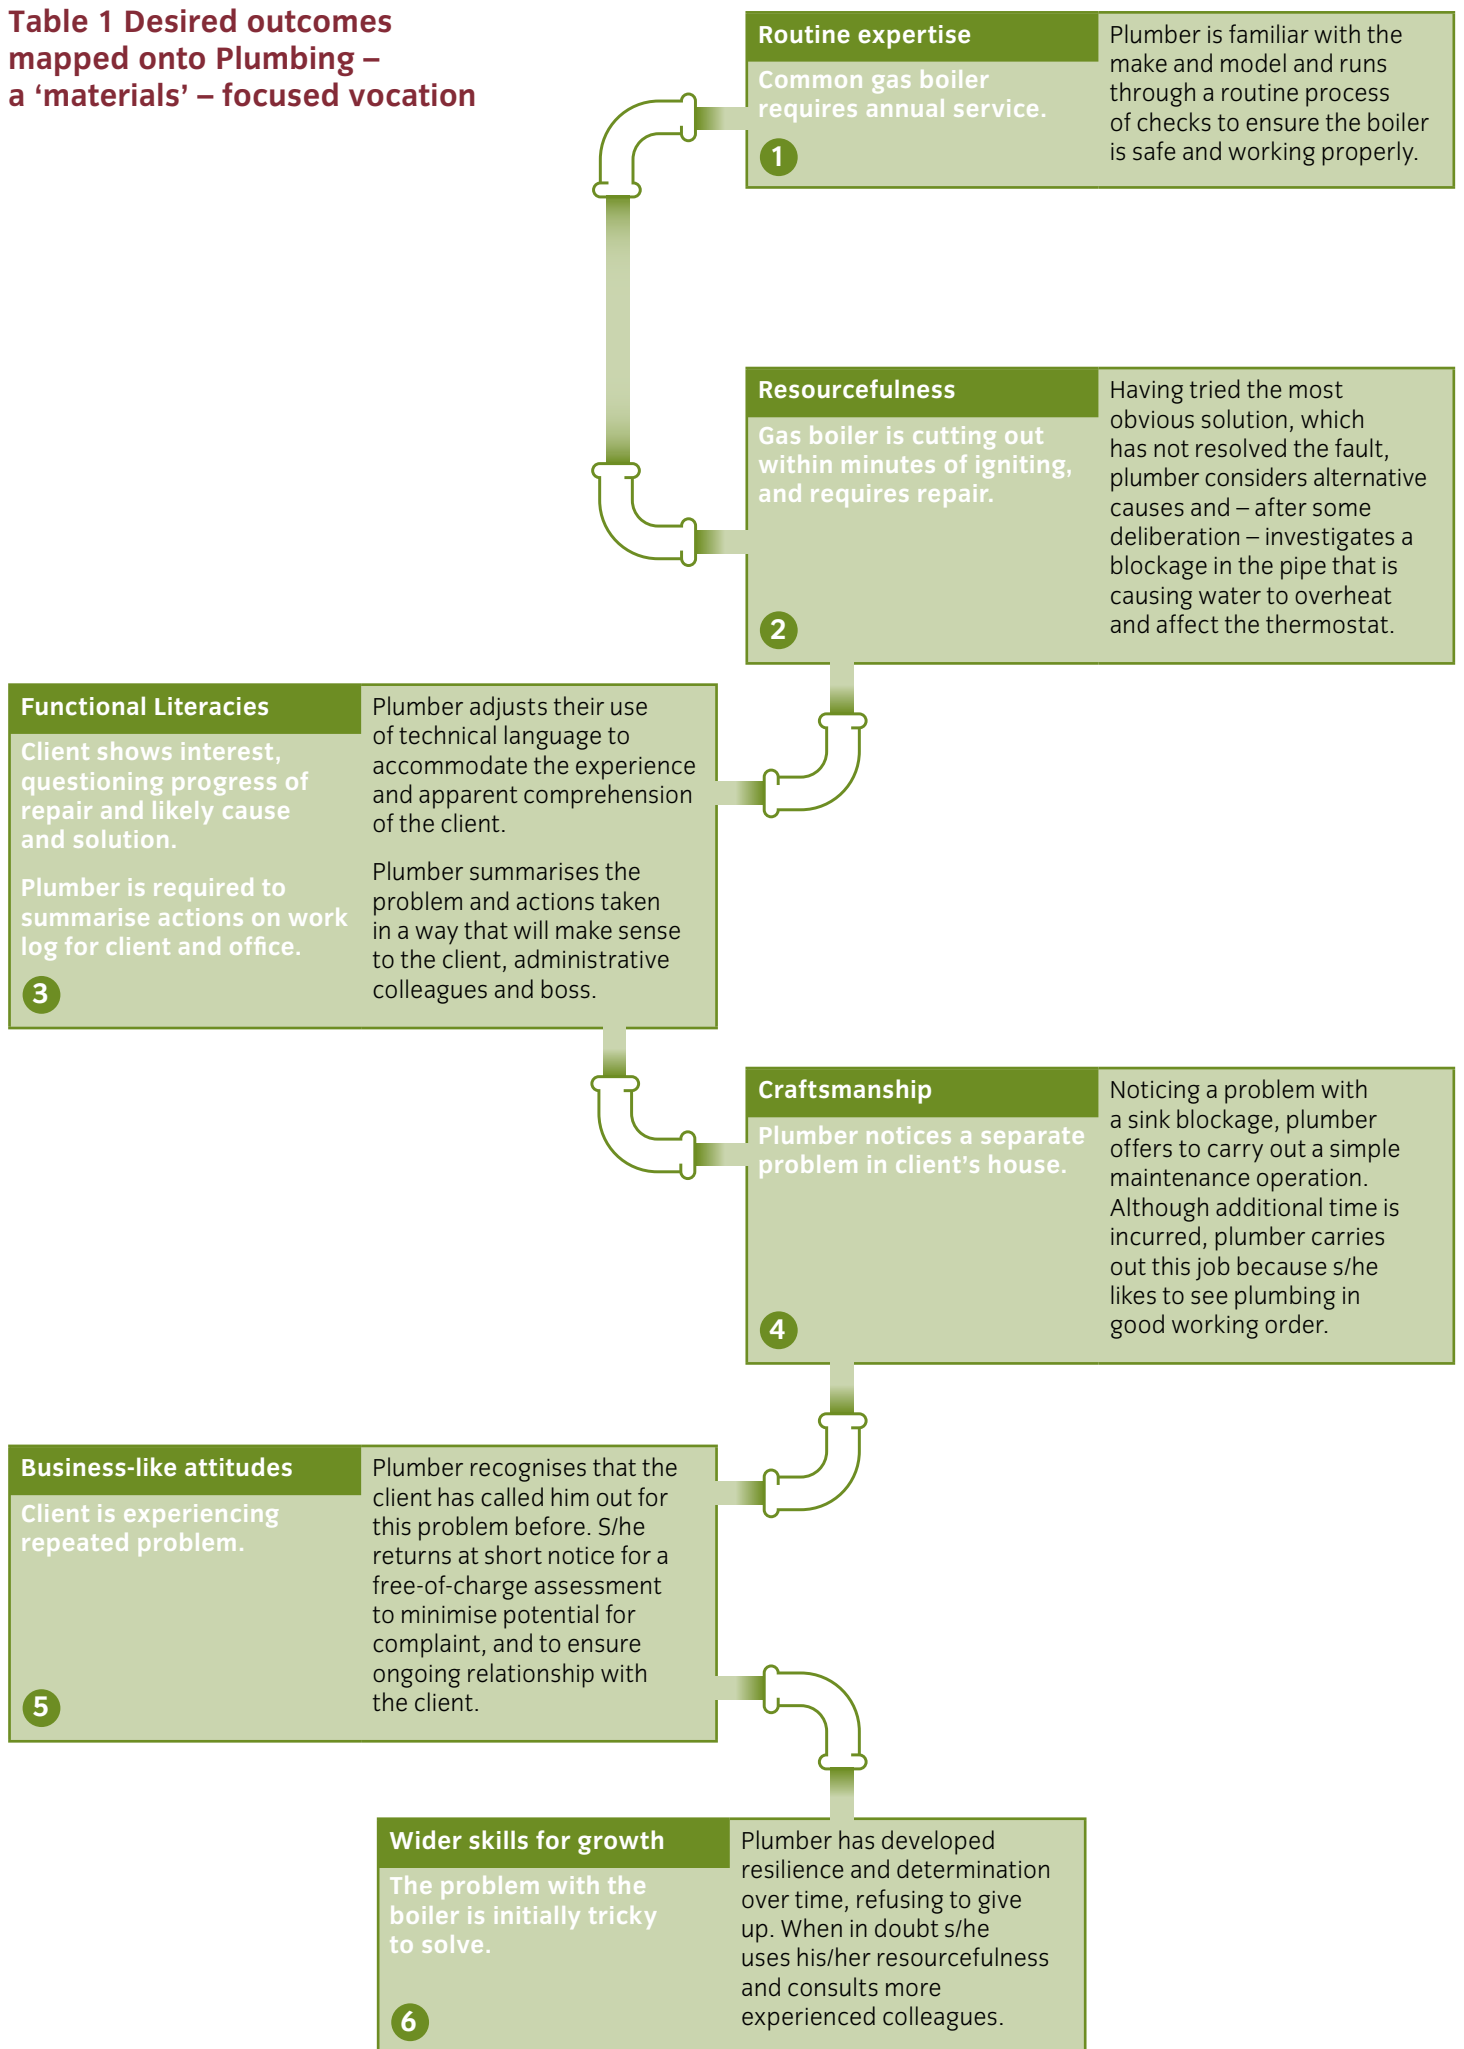 Table 1 Desired outcomes
mapped onto Plumbing –
a ‘materials’ – focused vocation
Routine expertise
Common gas boiler
requires annual service.
1
Plumber is familiar with the
make and model and runs
through a routine process
of checks to ensure the boiler
is safe and working properly.
Resourcefulness
Gas boiler is cutting out
within minutes of igniting,
and requires repair.
2
Having tried the most
obvious solution, which
has not resolved the fault,
plumber considers alternative
causes and – after some
deliberation – investigates a
blockage in the pipe that is
causing water to overheat
and affect the thermostat.
Functional Literacies
Client shows interest,
questioning progress of
repair and likely cause
and solution.
Plumber is required to
summarise actions on work
log for client and office.
3
Plumber adjusts their use
of technical language to
accommodate the experience
and apparent comprehension
of the client.
Plumber summarises the
problem and actions taken
in a way that will make sense
to the client, administrative
colleagues and boss.
Craftsmanship
Plumber notices a separate
problem in client’s house.
4
Noticing a problem with
a sink blockage, plumber
offers to carry out a simple
maintenance operation.
Although additional time is
incurred, plumber carries
out this job because s/he
likes to see plumbing in
good working order.
Business-like attitudes
Client is experiencing
repeated problem.
5
Plumber recognises that the
client has called him out for
this problem before. S/he
returns at short notice for a
free-of-charge assessment
to minimise potential for
complaint, and to ensure
ongoing relationship with
the client.
Wider skills for growth
The problem with the
boiler is initially tricky
to solve.
6
Plumber has developed
resilience and determination
over time, refusing to give
up. When in doubt s/he
uses his/her resourcefulness
and consults more
experienced colleagues.